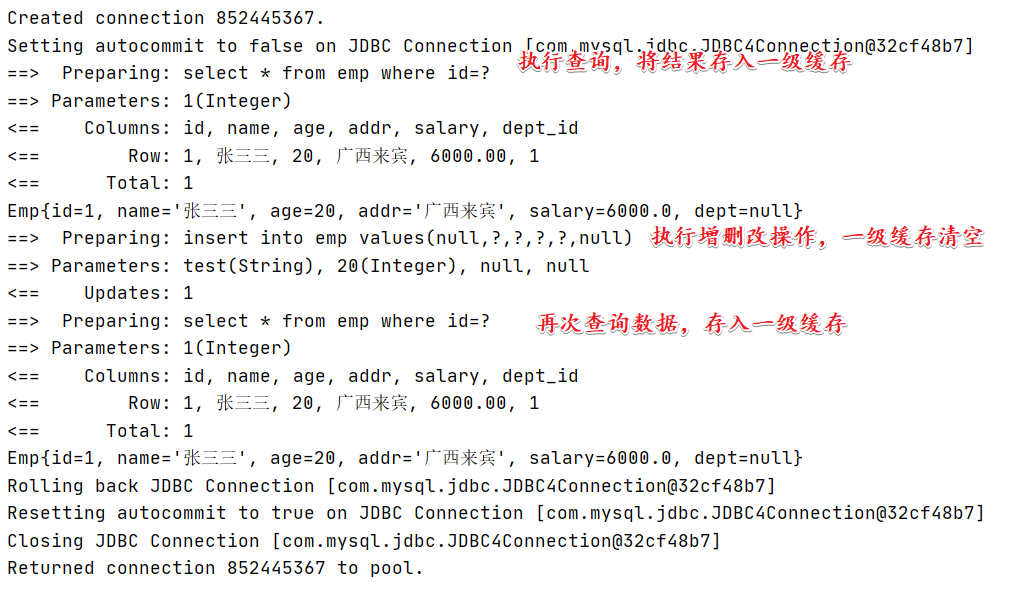 Created connection 852445367.
Setting autocommit to false on JDBC Connection [com.mysql.jdbc.JDBC4Connection@32cf48b7]
执行查询，将结果存入一级缓存
==>  Preparing: select * from emp where id=?
==> Parameters: 1(Integer)
<==    Columns: id, name, age, addr, salary, dept_id
<==        Row: 1, 张三三, 20, 广西来宾, 6000.00, 1
<==      Total: 1
Emp{id=1, name='张三三', age=20, addr='广西来宾', salary=6000.0, dept=null}
==>  Preparing: insert into emp values(null,?,?,?,?,null) 执行增删改操作，一级缓存清空
==> Parameters: test(String), 20(Integer), null, null
<==    Updates: 1
==>  Preparing: select * from emp where id=? 再次查询数据，存入一级缓存
==> Parameters: 1(Integer)
<==    Columns: id, name, age, addr, salary, dept_id
<==        Row: 1, 张三三, 20, 广西来宾, 6000.00, 1
<==      Total: 1
Emp{id=1, name='张三三', age=20, addr='广西来宾', salary=6000.0, dept=null}
Rolling back JDBC Connection [com.mysql.jdbc.JDBC4Connection@32cf48b7]
Resetting autocommit to true on JDBC Connection [com.mysql.jdbc.JDBC4Connection@32cf48b7]
Closing JDBC Connection [com.mysql.jdbc.JDBC4Connection@32cf48b7]
Returned connection 852445367 to pool.